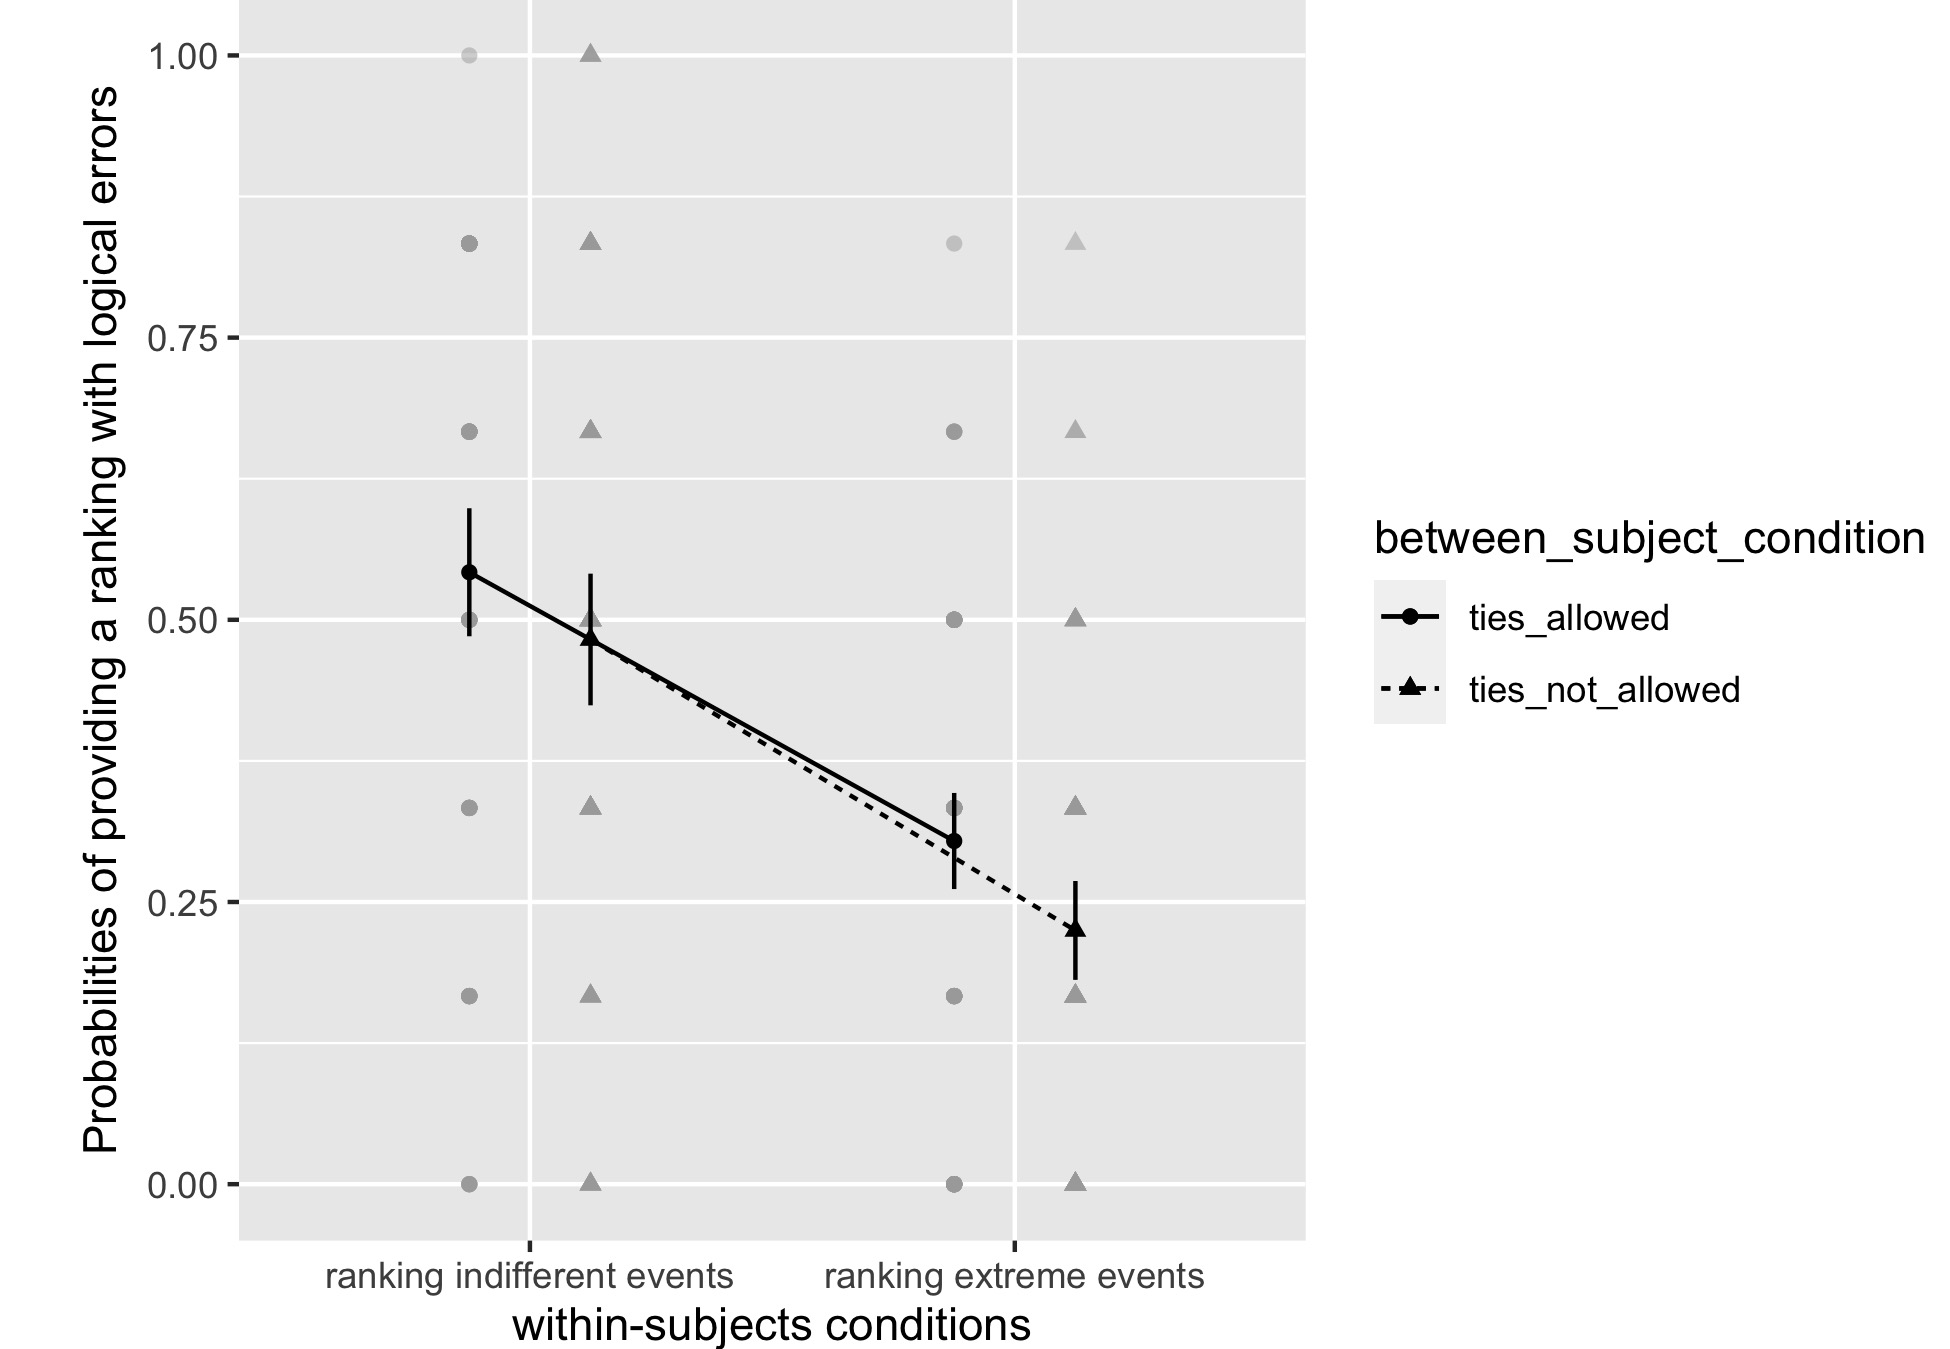 Probabilities of providing a ranking with logical errors
1.00
0.75
0.50
0.25
0.00
ranking indifferent events
ranking extreme events
within-subjects conditions
between_subject_condition
ties_allowed
ties_not_allowed